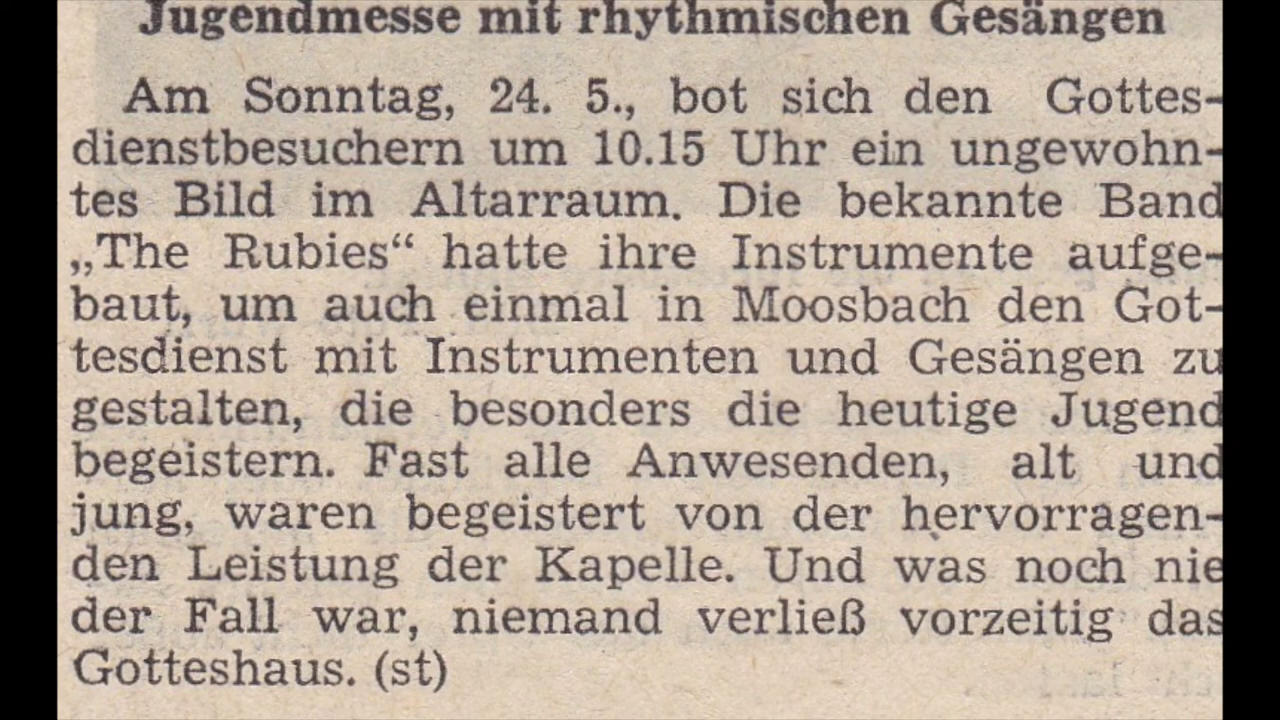 Jugendmesse mit rhythmischen Gesängen
Am Sonntag, 24. 5., bot sich den Gottes-
dienstbesuchern um 10.15 Uhr ein ungewohn-
tes Bild im Altarraum. Die bekannte Band
„The Rubies“ hatte ihre Instrumente aufge-
baut, um auch einmal in Moosbach den Got-
tesdienst mit Instrumenten und Gesängen zu
gestalten, die besonders die heutige Jugend
begeistern. Fast alle Anwesenden, alt und
jung, waren begeistert von der hervorragen-
den Leistung der Kapelle. Und was noch nie
der Fall war, niemand verließ vorzeitig das
Gotteshaus. (st)